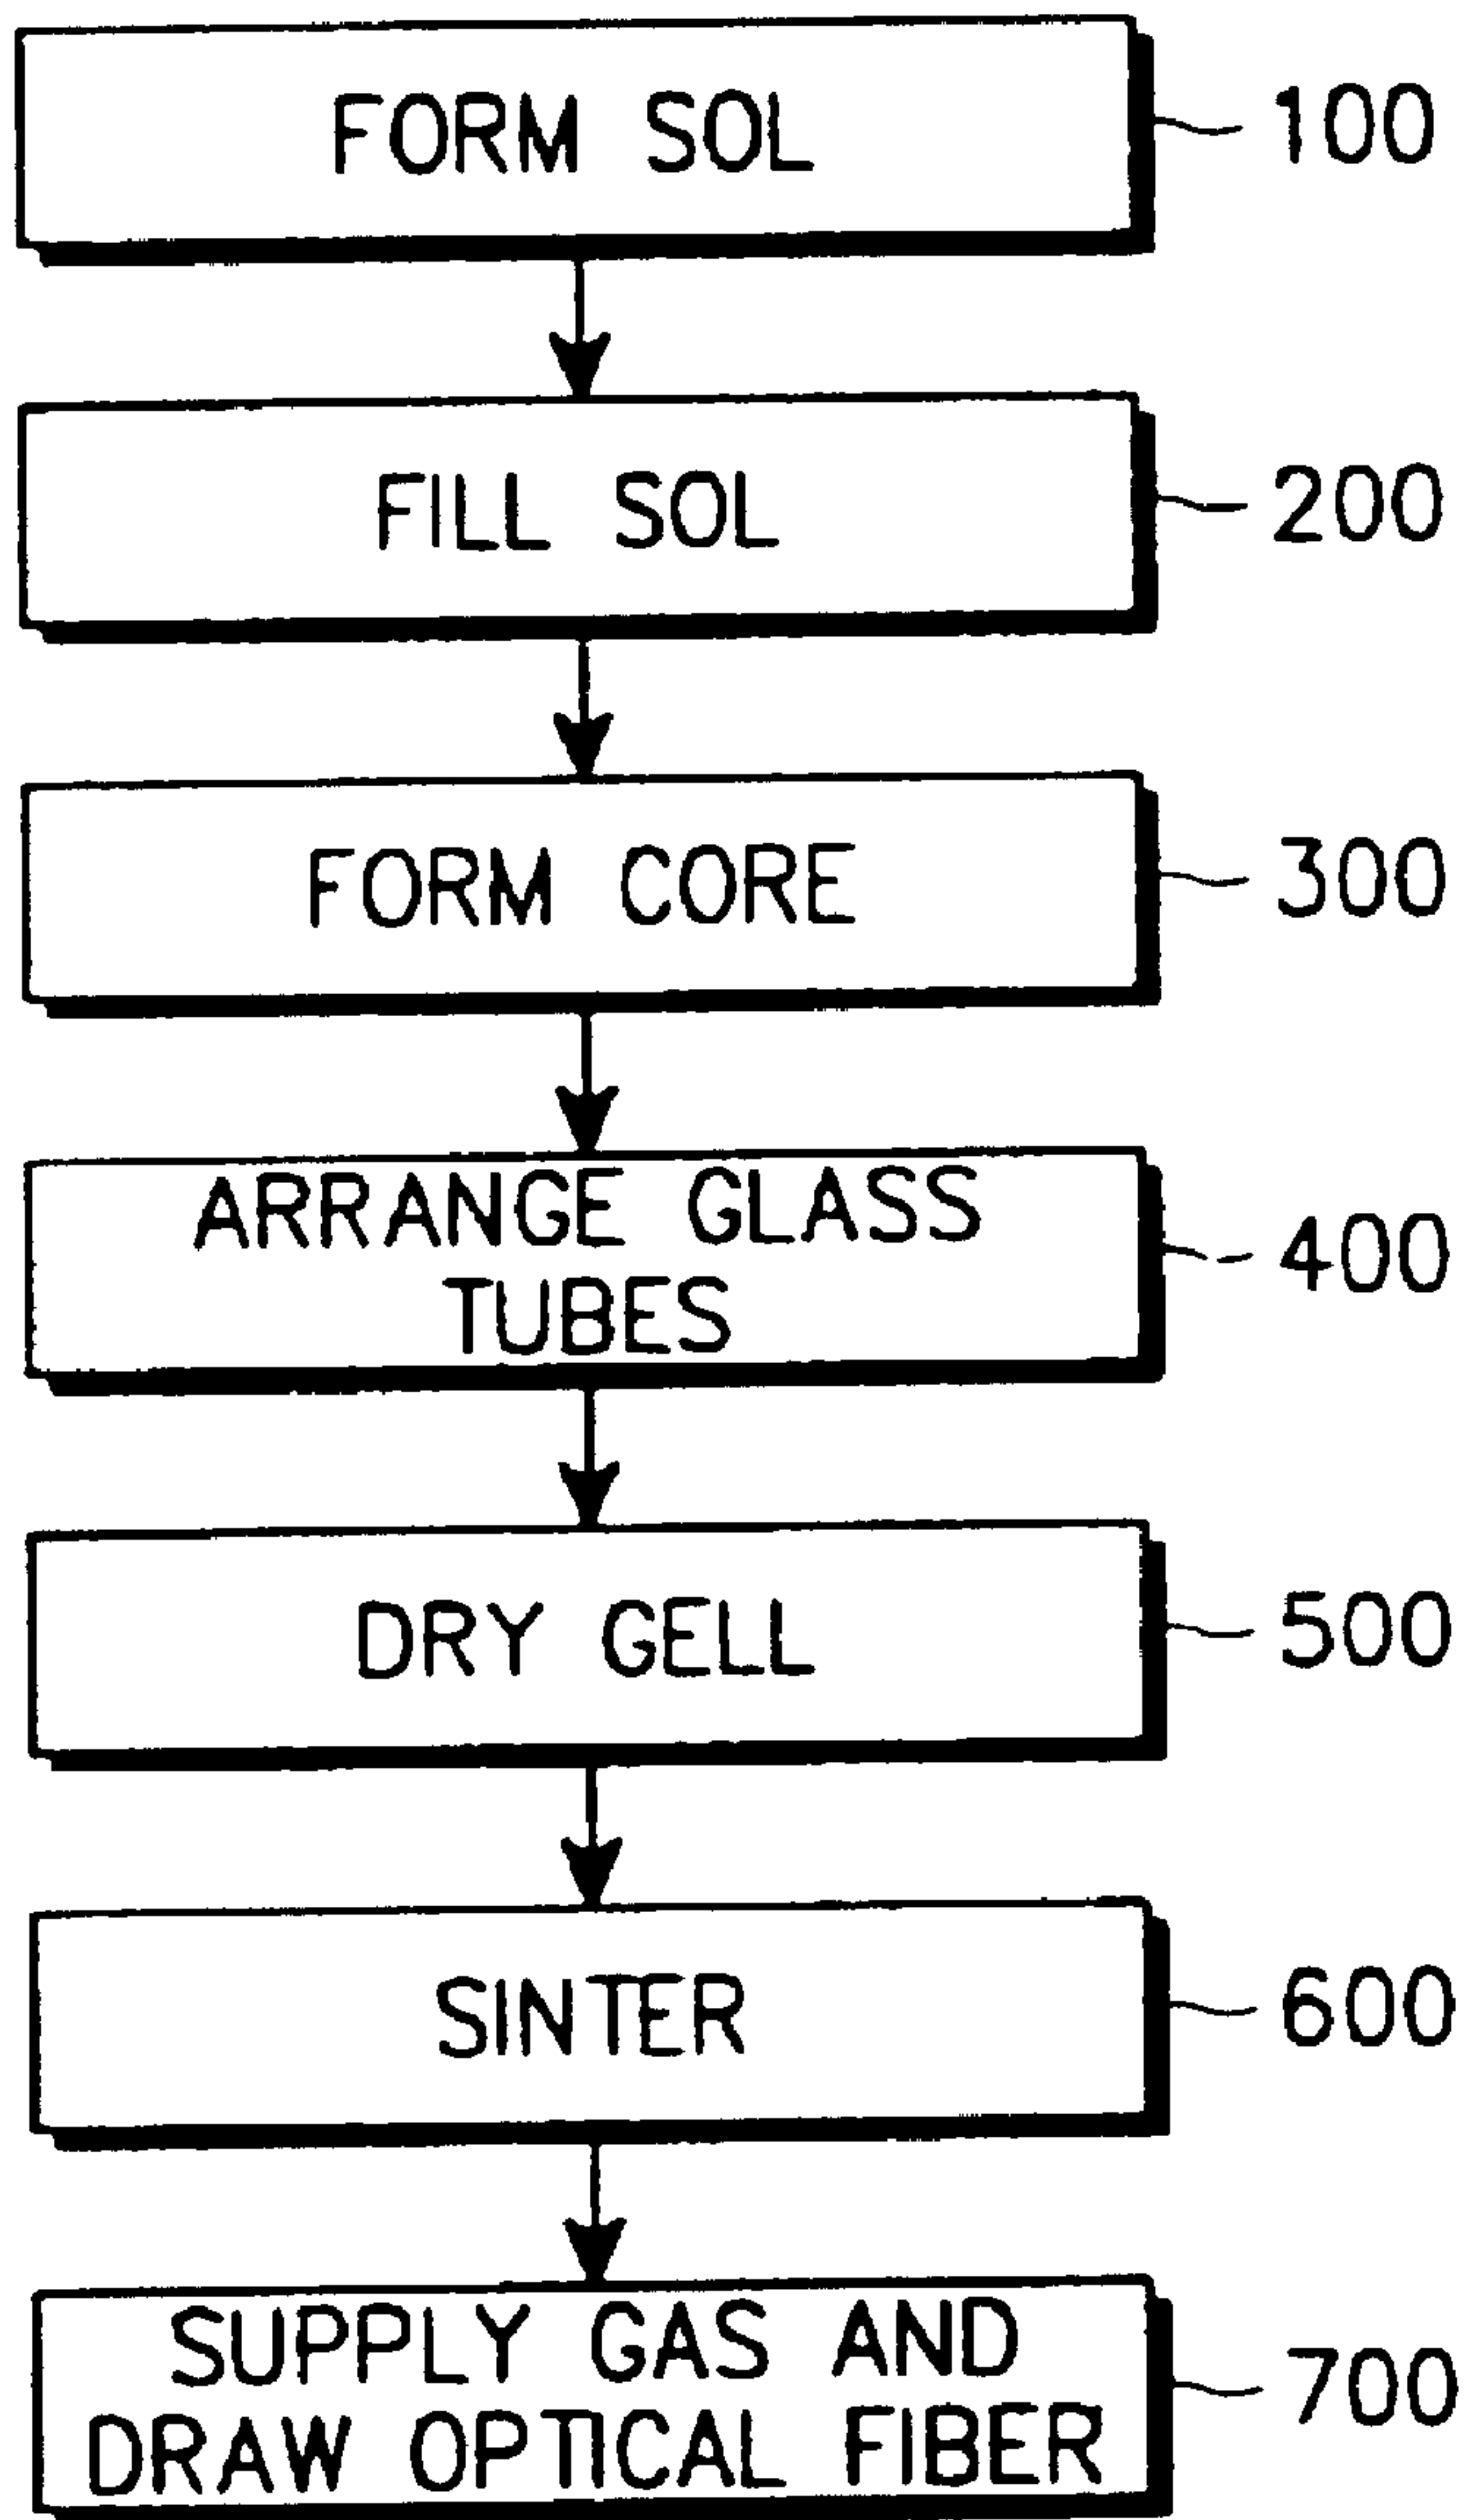 FORM SOL
100
FILL SOL
200
FORM CORE
300
ARRANGE GLASS
TUBES
400
DRY GELL
500
SINTER
600
SUPPLY GAS AND
DRAW OPTICAL FIBER
700